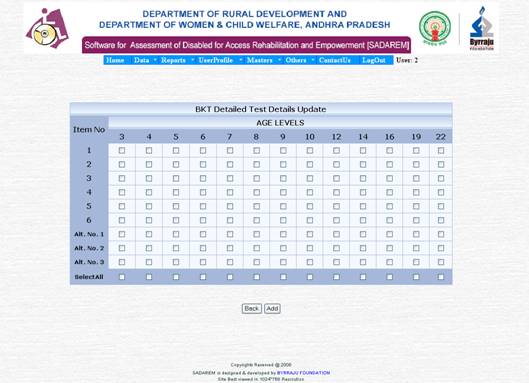 DEPARTMENT OF RURAL DEVELOPMENT AND
DEPARTMENT OF WOMEN & CHILD WELFARE, ANDHRA PRADESH
Software for Assessment of Disabled for Access Rehabilitation and Empowerment [SADAREM]
Byrraju
FOUNDATION
Home Data Reports UserProfile Masters Others ContactUs LogOut User: 2
BKT Detailed Test Details Update
Item No AGE LEVELS
3 4 5 6 7 8 9 10 12 14 16 19 22
1
2
3
4
5
6
Alt. No. 1
Alt. No. 2
Alt. No. 3
SelectAll
Back Add
Copyrights Reserved @ 2008
SADAREM is designed & developed by BYRRAJU FOUNDATION
Site Best viewed in 1024*768 Resolution